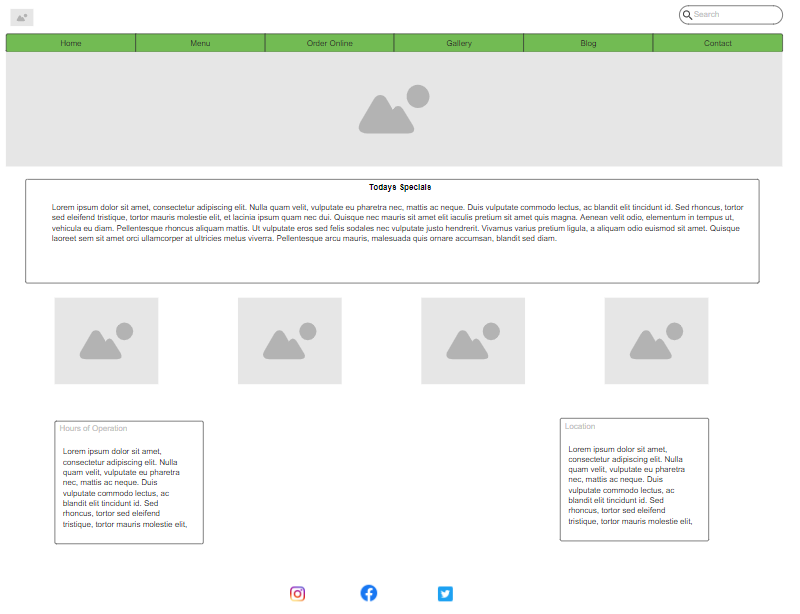 Search
Home
Menu
Order Online
Gallery
Blog
Contact
Todays Specials
Lorem ipsum dolor sit amet, consectetur adipiscing elit. Nulla quam velit, vulputate eu pharetra nec, mattis ac neque. Duis vulputate commodo lectus, ac blandit elit tincidunt id. Sed rhoncus, tortor
sed eleifend tristique, tortor mauris molestie elit, et lacinia ipsum quam nec dui. Quisque nec mauris sit amet elit iaculis pretium sit amet quis magna. Aenean velit odio, elementum in tempus ut,
vehicula eu diam. Pellentesque rhoncus aliquam mattis. Ut vulputate eros sed felis sodales nec vulputate justo hendrerit. Vivamus varius pretium ligula, a aliquam odio euismod sit amet. Quisque
laoreet sem sit amet orci ullamcorper at ultricies metus viverra. Pellentesque arcu mauris, malesuada quis ornare accumsan, blandit sed diam.
Hours of Operation
Lorem ipsum dolor sit amet,
consectetur adipiscing elit. Nulla
quam velit, vulputate eu pharetra
nec, mattis ac neque. Duis
vulputate commodo lectus, ac
blandit elit tincidunt id. Sed
rhoncus, tortor sed eleifend
tristique, tortor mauris molestie elit,
Location
Lorem ipsum dolor sit amet,
consectetur adipiscing elit. Nulla
quam velit, vulputate eu pharetra
nec, mattis ac neque. Duis
vulputate commodo lectus, ac
blandit elit tincidunt id. Sed
rhoncus, tortor sed eleifend
tristique, tortor mauris molestie elit,